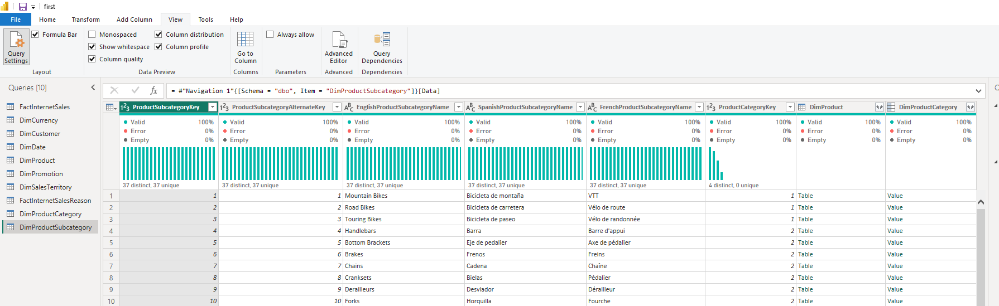 first
File Home Transform Add Column View Tools Help
Formula Bar Monospaced Column distribution Always allow
Show whitespace Column profile
Query Settings Column quality Go to Column Advanced Editor Query Dependencies
Layout Data Preview Columns Parameters Advanced Dependencies
Queries [10]
fx = #"Navigation 1"{[Schema = "dbo", Item = "DimProductSubcategory"]}[Data]
FactInternetSales
DimCurrency
DimCustomer
DimDate
DimProduct
DimPromotion
DimSalesTerritory
FactInternetSalesReason
DimProductCategory
DimProductSubcategory
123 ProductSubcategoryKey 123 ProductSubcategoryAlternateKey ABC EnglishProductSubcategoryName ABC SpanishProductSubcategoryName ABC FrenchProductSubcategoryName 123 ProductCategoryKey DimProduct DimProductCategory
Valid 100% Valid 100% Valid 100% Valid 100% Valid 100% Valid 100% Valid 100% Valid 100%
Error 0% Error 0% Error 0% Error 0% Error 0% Error 0% Error 0% Error 0%
Empty 0% Empty 0% Empty 0% Empty 0% Empty 0% Empty 0% Empty 0% Empty 0%
37 distinct, 37 unique 37 distinct, 37 unique 37 distinct, 37 unique 37 distinct, 37 unique 37 distinct, 37 unique 4 distinct, 0 unique
1 1 1 Mountain Bikes Bicicleta de montaña VTT 1 Table Value
2 2 2 Road Bikes Bicicleta de carretera Vélo de route 1 Table Value
3 3 3 Touring Bikes Bicicleta de paseo Vélo de randonnée 1 Table Value
4 4 4 Handlebars Barra Barre d'appui 2 Table Value
5 5 5 Bottom Brackets Eje de pedalier Axe de pédalier 2 Table Value
6 6 6 Brakes Frenos Freins 2 Table Value
7 7 7 Chains Cadena Chaîne 2 Table Value
8 8 8 Cranksets Bielas Pédalier 2 Table Value
9 9 9 Derailleurs Desviador Dérailleur 2 Table Value
10 10 10 Forks Horquilla Fourche 2 Table Value